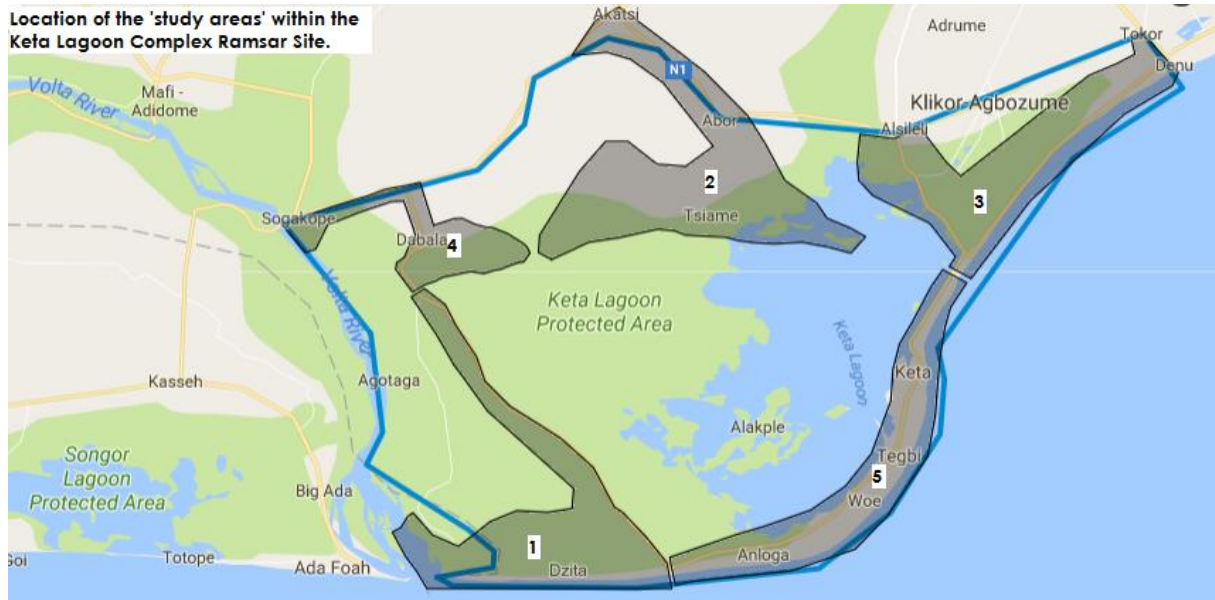 Location of the 'study areas' within the
Keta Lagoon Complex Ramsar Site.
Akatsi
Adrume
Tokor
Denu
N1
Volta River
Mafi -
Adidome
Klikor-Agbozume
Abor
2
3
Tsiame
Sogakope
Dabala
4
Volta River
Keta Lagoon
Protected Area
Keta Lagoon
Keta
Kasseh
Agotaga
Alakple
Tegbi
5
Woe
Songor
Lagoon
Protected Area
Big Ada
1
Anloga
Goi
Totope
Ada Foah
Dzita